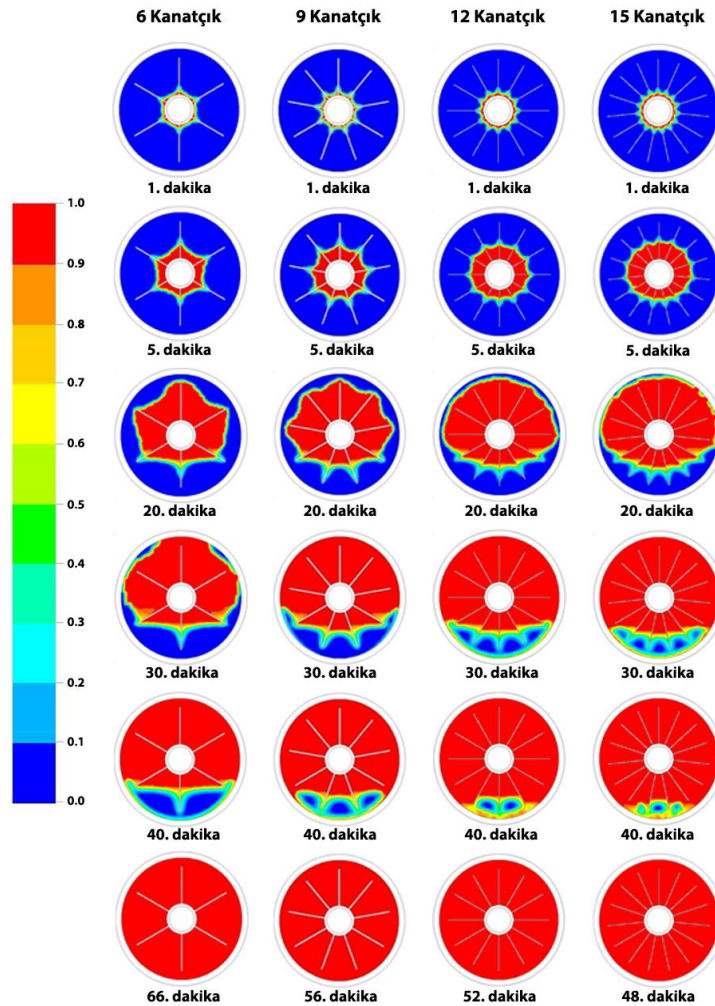 6 Kanatçık 9 Kanatçık 12 Kanatçık 15 Kanatçık
1. dakika 1. dakika 1. dakika 1. dakika
1.0
5. dakika 5. dakika 5. dakika 5. dakika
0.9
0.8
0.7
0.6
0.5
20. dakika 20. dakika 20. dakika 20. dakika
0.4
0.3
30. dakika 30. dakika 30. dakika 30. dakika
0.2
0.1
0.0
40. dakika 40. dakika 40. dakika 40. dakika
66. dakika 56. dakika 52. dakika 48. dakika